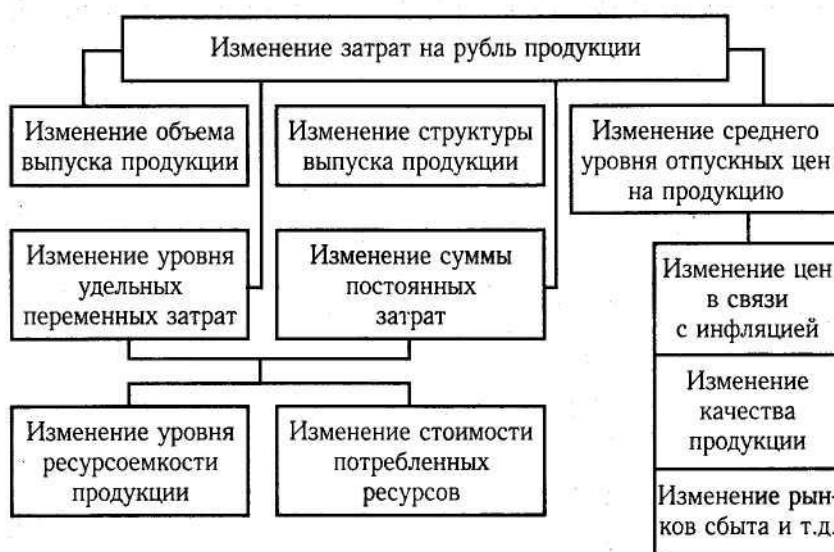 Изменение затрат на рубль продукции
Изменение объема
выпуска продукции
Изменение структуры
выпуска продукции
Изменение среднего
уровня отпускных цен
на продукцию
Изменение уровня
удельных
переменных затрат
Изменение суммы
постоянных
затрат
Изменение цен
в связи
с инфляцией
Изменение
качества
продукции
Изменение рын-
ков сбыта и т.д.
Изменение уровня
ресурсоемкости
продукции
Изменение стоимости
потребленных
ресурсов